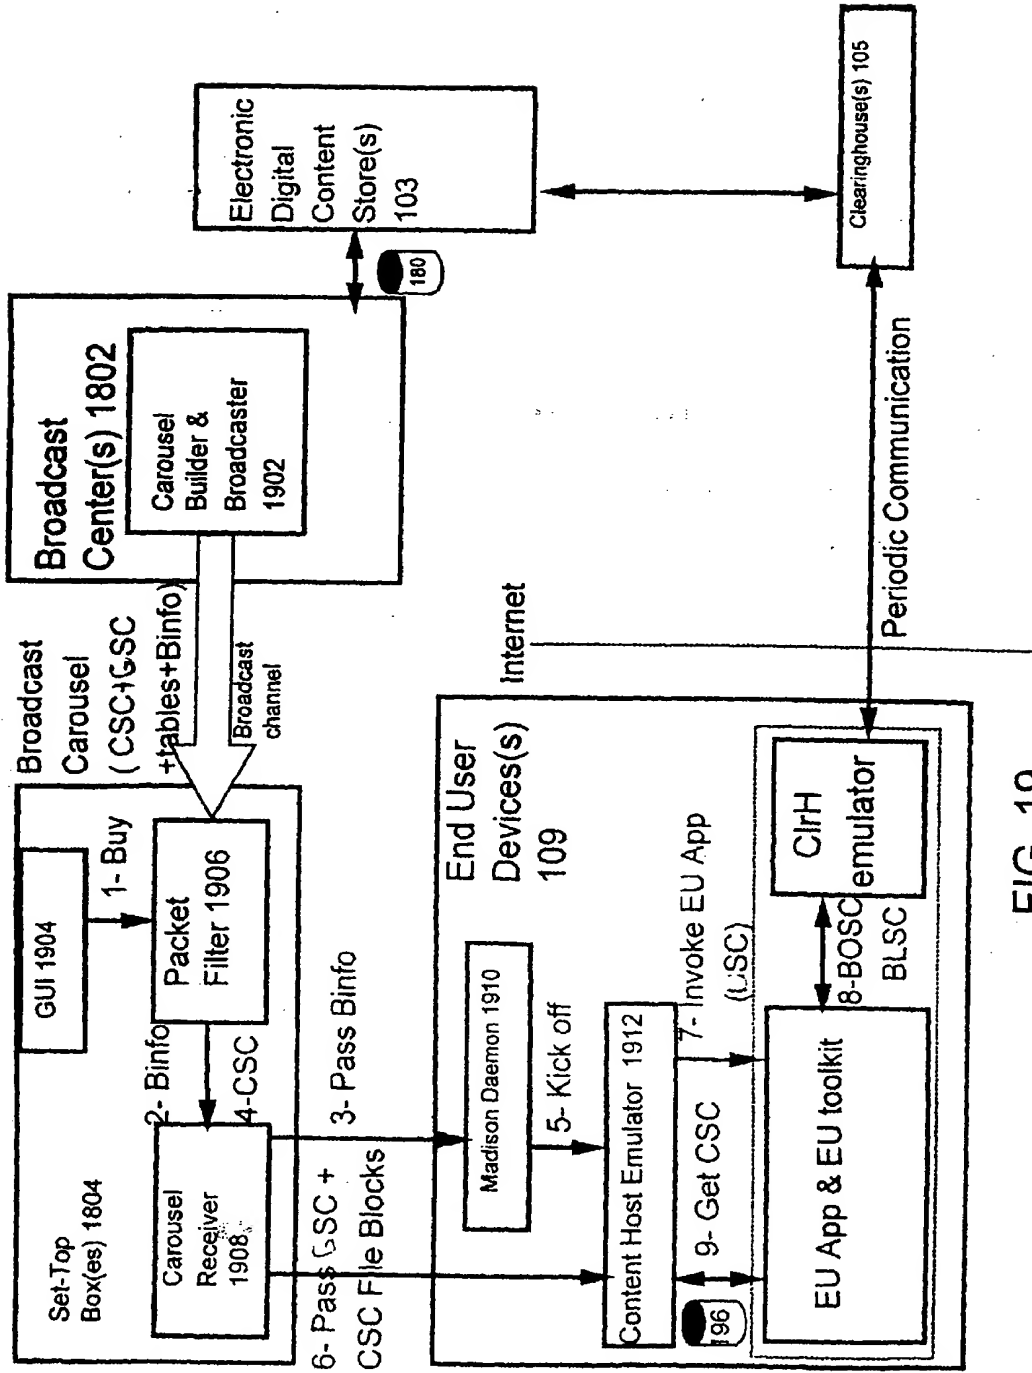 Set-Top
Box(es) 1804
GUI 1904
1- Buy
Packet
Filter 1906
2- Binfo
4-CSC
Carousel
Receiver
1908
Broadcast
Carousel
+tables+Binfo)
Broadcast
channel
Broadcast
Center(s) 1802
Carousel
Builder &
Broadcaster
1902
180
Electronic
Digital
Content
Store(s)
103
Clearinghouse(s) 105
Periodic Communication
Internet
3- Pass Binfo
6- Pass GSC +
CSC File Blocks
End User
Devices(s)
109
Madison Daemon 1910
5- Kick off
Content Host Emulator 1912
7- Invoke EU App
9- Get CSC
196
EU App & EU toolkit
8-BOSC
BLSC
ClrH
emulator
FIG. 19